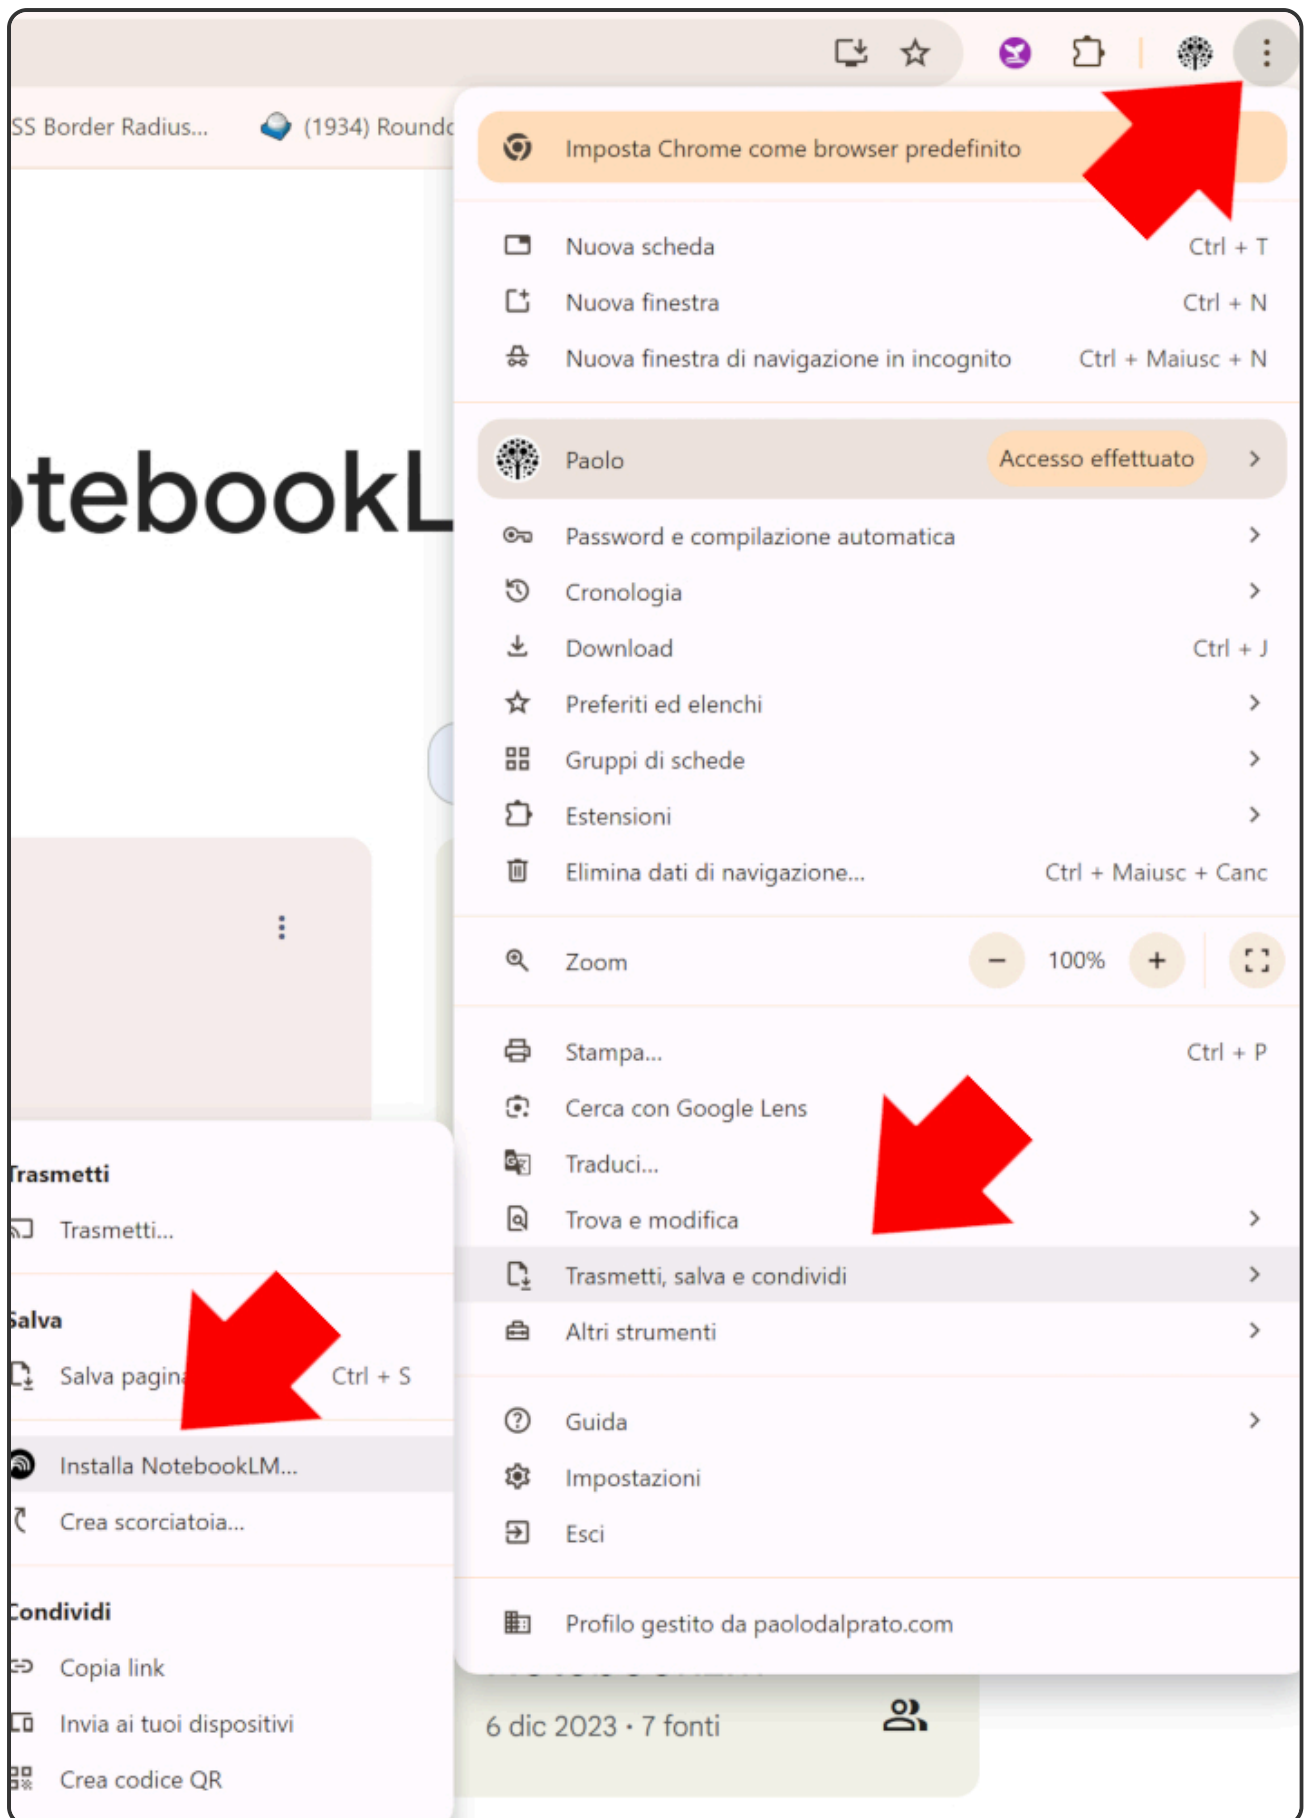 SS Border Radius...
(1934) Round
Imposta Chrome come browser predefinito
Nuova scheda Ctrl + T
Nuova finestra Ctrl + N
Nuova finestra di navigazione in incognito Ctrl + Maiusc + N
Paolo Accesso effettuato
otebookL
Password e compilazione automatica
Cronologia
Download Ctrl + J
Preferiti ed elenchi
Gruppi di schede
Estensioni
Elimina dati di navigazione... Ctrl + Maiusc + Canc
Zoom − 100% +
Stampa... Ctrl + P
Cerca con Google Lens
Traduci...
Trova e modifica
Trasmetti, salva e condividi
Altri strumenti
Guida
Impostazioni
Esci
Profilo gestito da paolodalprato.com
Trasmetti
Trasmetti...
Salva
Salva pagina Ctrl + S
Installa NotebookLM...
Crea scorciatoia...
Condividi
Copia link
Invia ai tuoi dispositivi
Crea codice QR
6 dic 2023 · 7 fonti